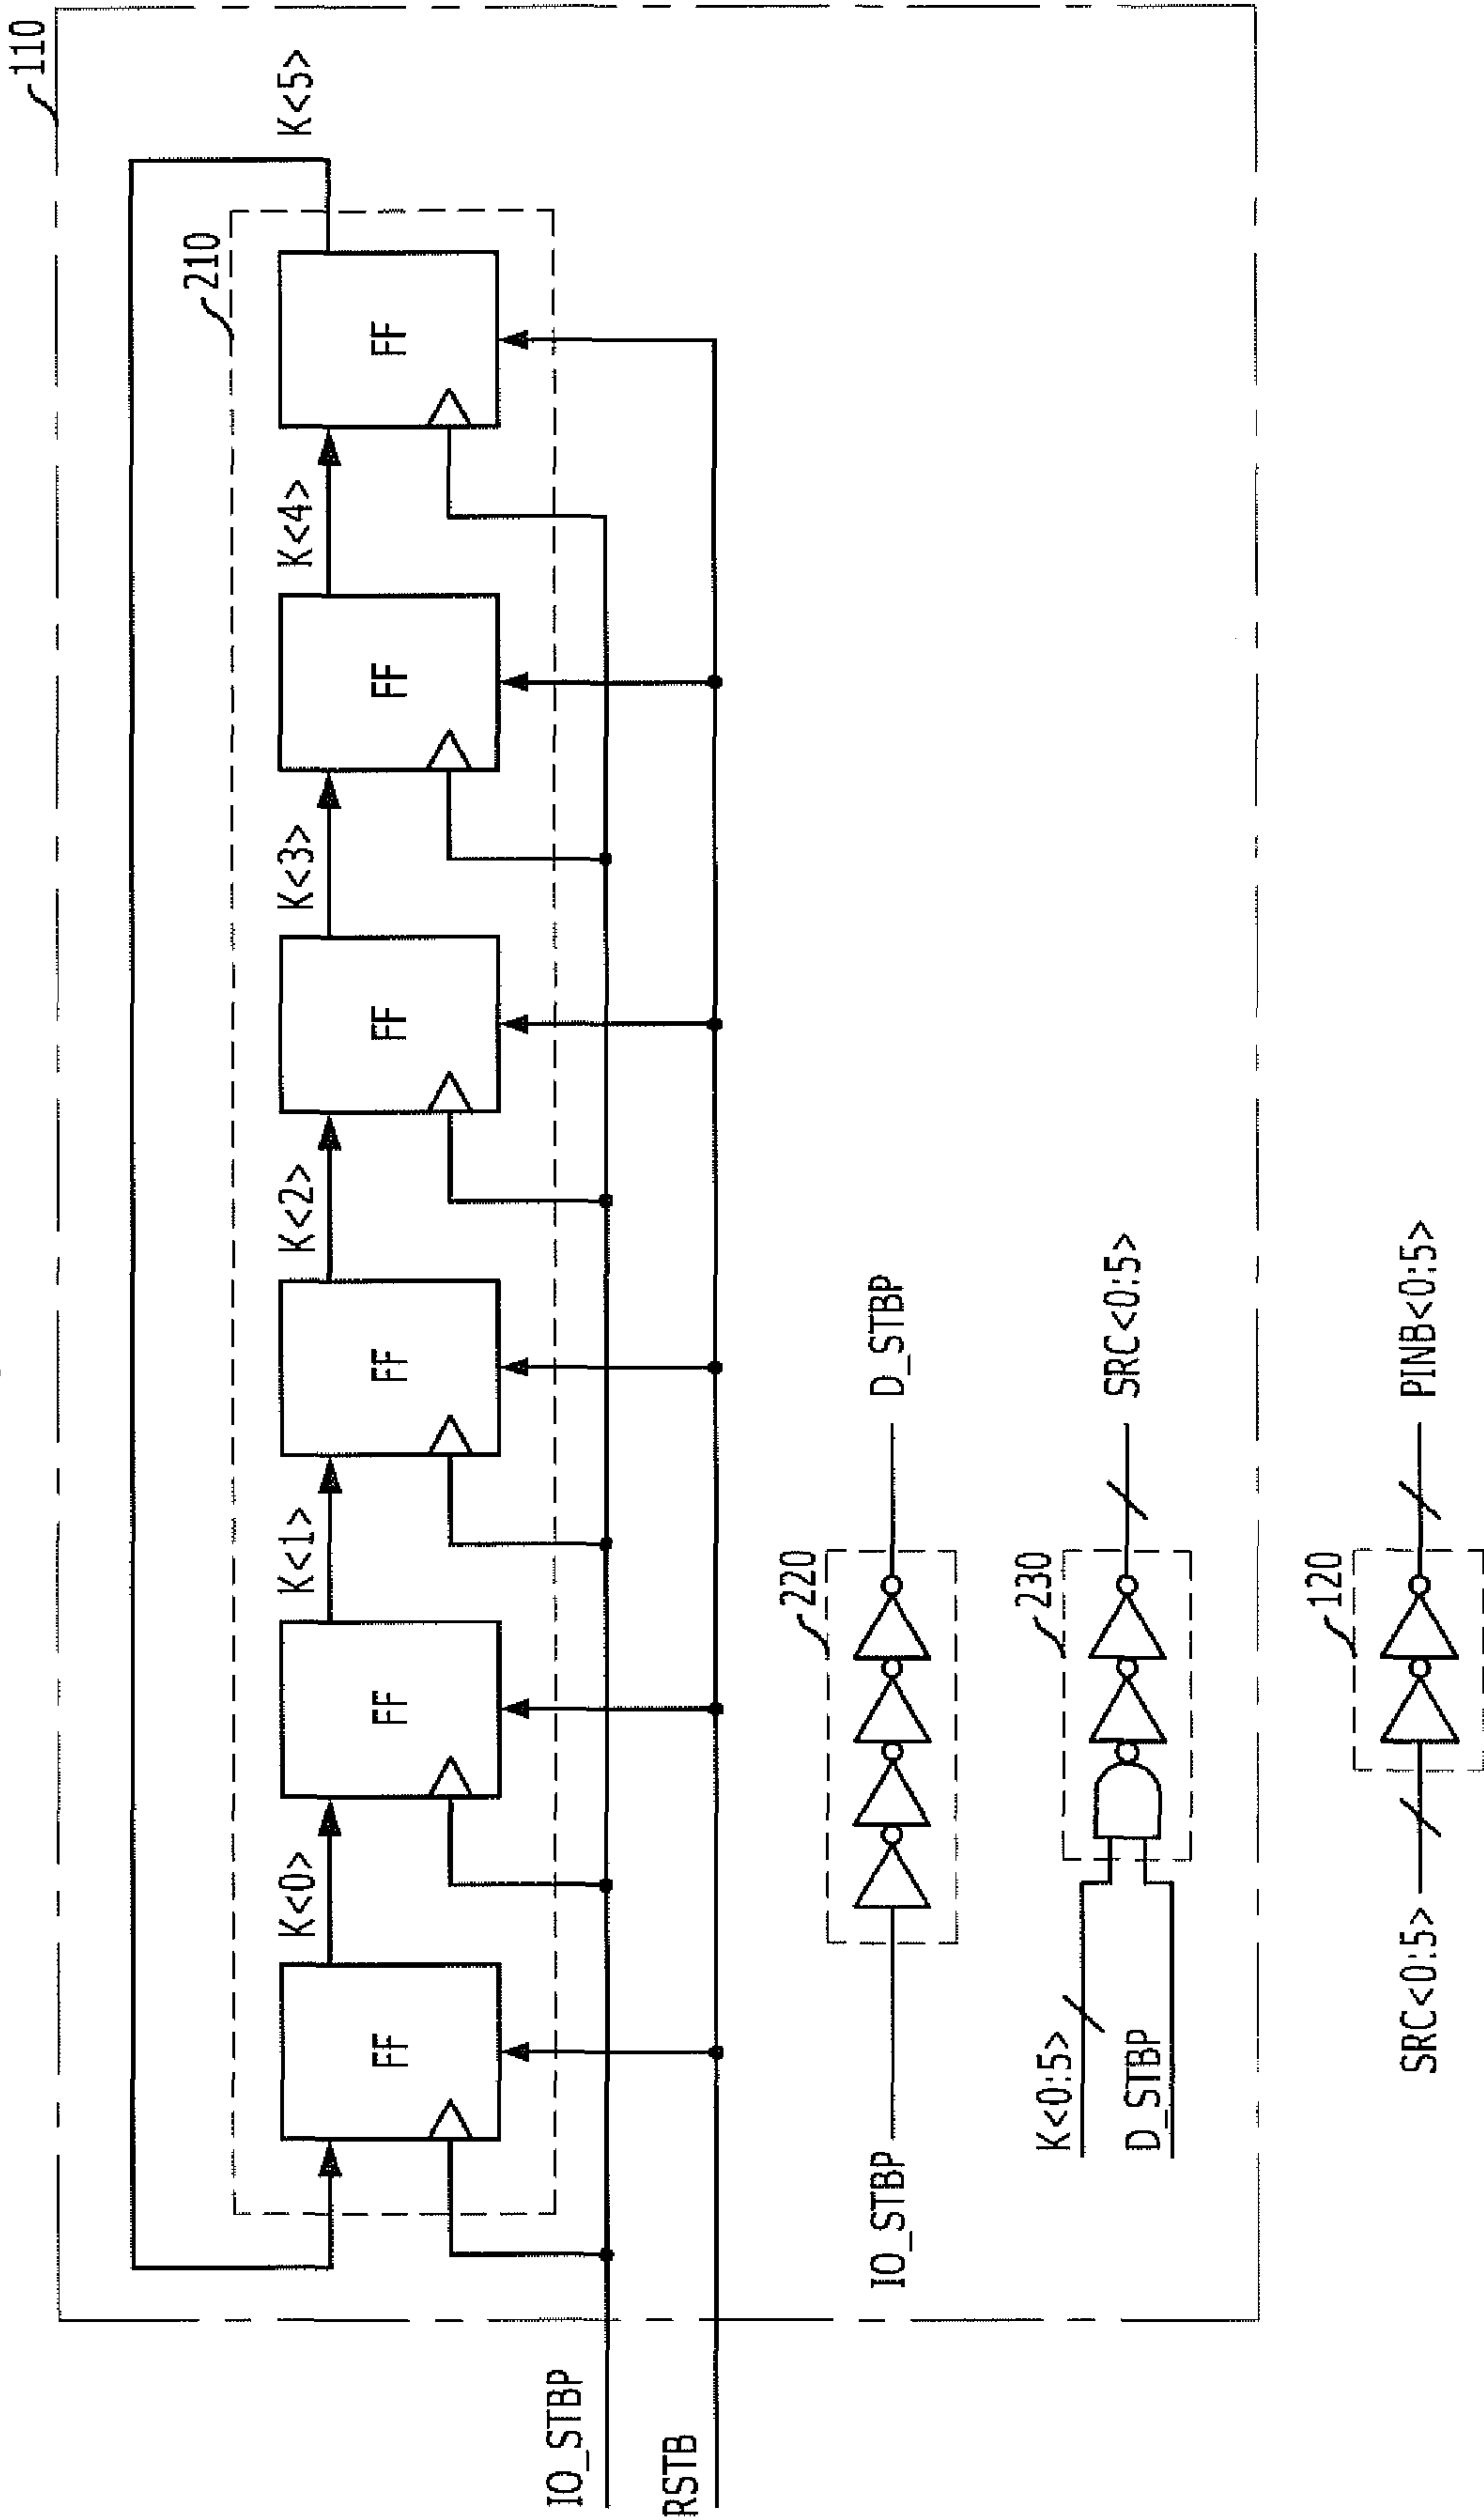 110
210
K<0>
K<1>
K<2>
K<3>
K<4>
K<5>
FF
FF
FF
FF
FF
FF
IO_STBP
RSTB
220
IO_STBP
D_STBP
230
K<0:5>
D_STBP
SRC<0:5>
120
SRC<0:5>
PINB<0:5>